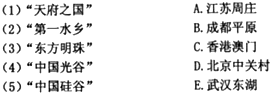 (1)“天府之国” A.江苏周庄
(2)“第一水乡” B.成都平原
(3)“东方明珠” C.香港澳门
(4)“中国光谷” D.北京中关村
(5)“中国硅谷” E.武汉东湖